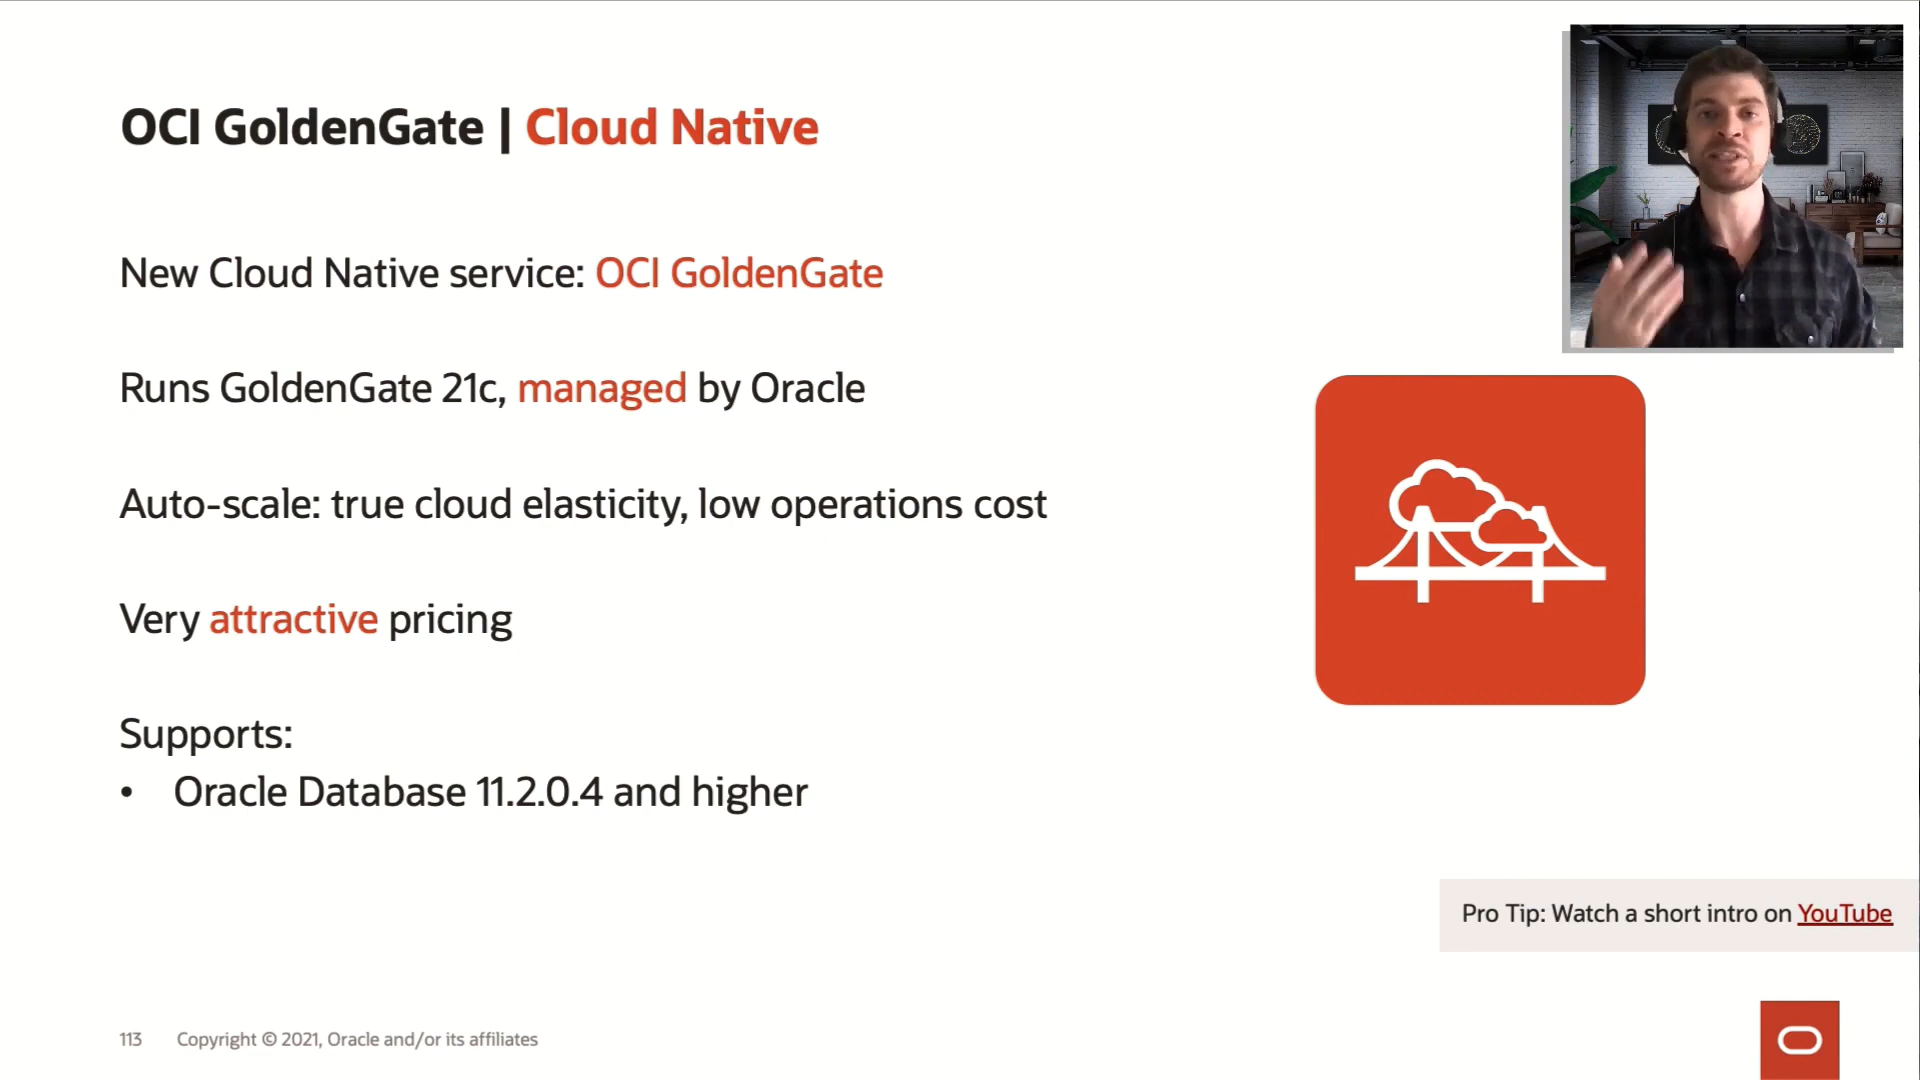 OCI GoldenGate | Cloud Native
New Cloud Native service: OCI GoldenGate
Runs GoldenGate 21c, managed by Oracle
Auto-scale: true cloud elasticity, low operations cost
Very attractive pricing
Supports:
• Oracle Database 11.2.0.4 and higher
Pro Tip: Watch a short intro on YouTube
113 Copyright © 2021, Oracle and/or its affiliates